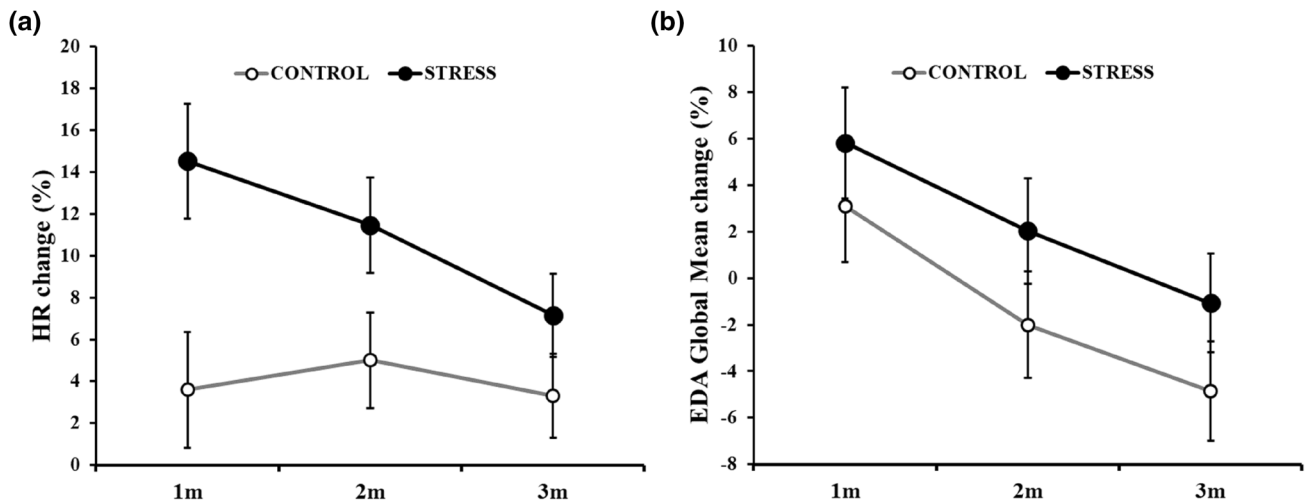 (a)
HR change (%)
20
18
16
14
12
10
8
6
4
2
0
CONTROL STRESS
1m 2m 3m
(b)
EDA Global Mean change (%)
10
8
6
4
2
0
-2
-4
-6
-8
CONTROL STRESS
1m 2m 3m